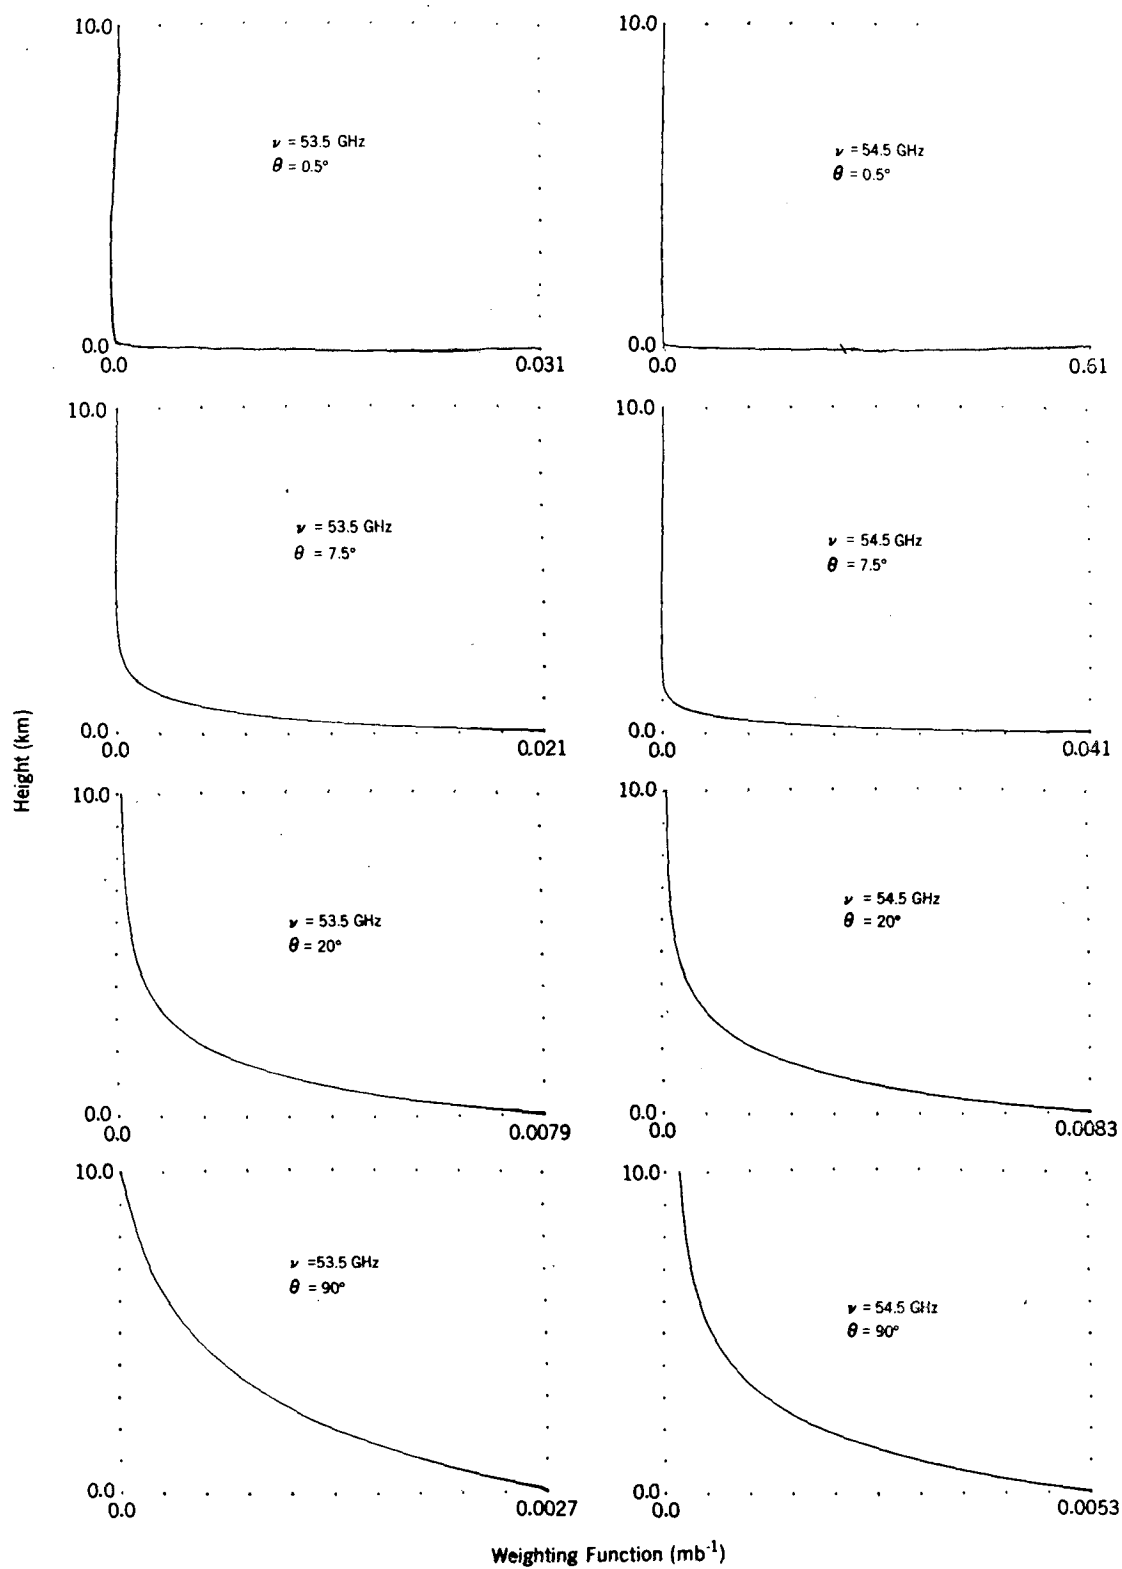 10.0
ν = 53.5 GHz
θ = 0.5°
0.0
0.0
0.031
10.0
ν = 54.5 GHz
θ = 0.5°
0.0
0.0
0.61
10.0
ν = 53.5 GHz
θ = 7.5°
0.0
0.0
0.021
10.0
ν = 54.5 GHz
θ = 7.5°
0.0
0.0
0.041
Height (km)
10.0
ν = 53.5 GHz
θ = 20°
0.0
0.0
0.0079
10.0
ν = 54.5 GHz
θ = 20°
0.0
0.0
0.0083
10.0
ν =53.5 GHz
θ = 90°
0.0
0.0
0.0027
10.0
ν = 54.5 GHz
θ = 90°
0.0
0.0
0.0053
Weighting Function (mb⁻¹)